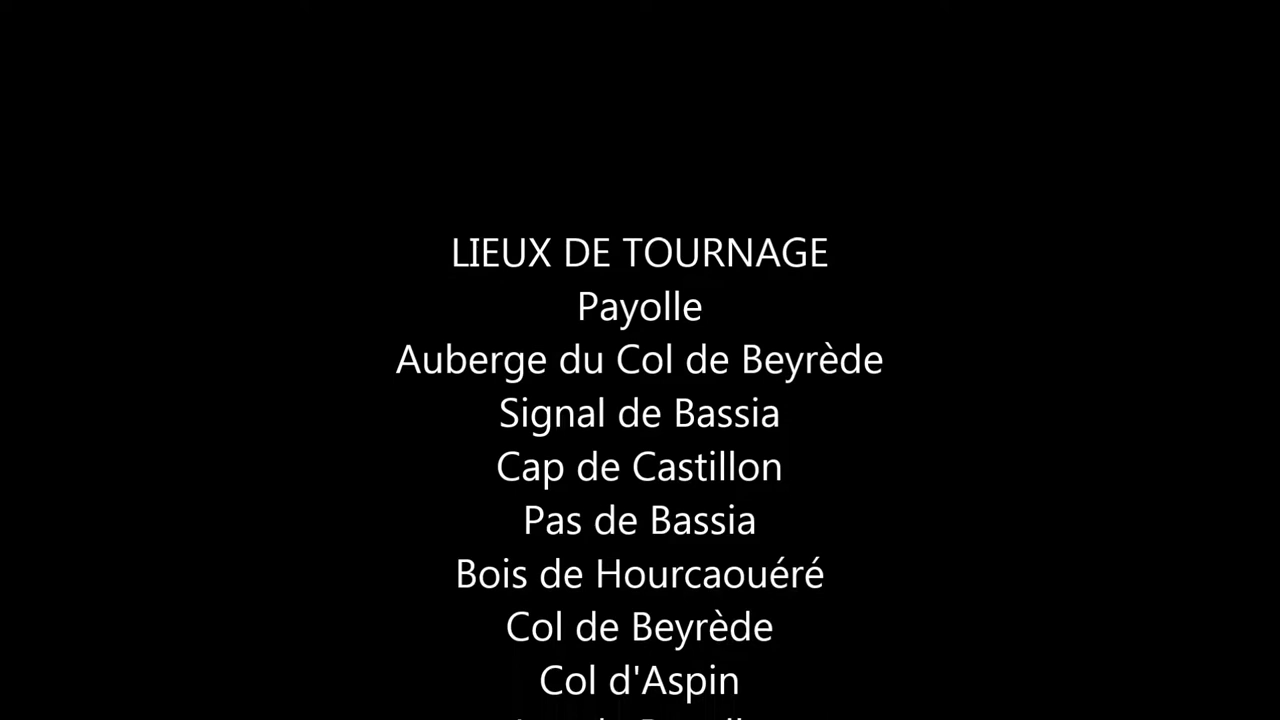 LIEUX DE TOURNAGE
Payolle
Auberge du Col de Beyrède
Signal de Bassia
Cap de Castillon
Pas de Bassia
Bois de Hourcaouéré
Col de Beyrède
Col d'Aspin